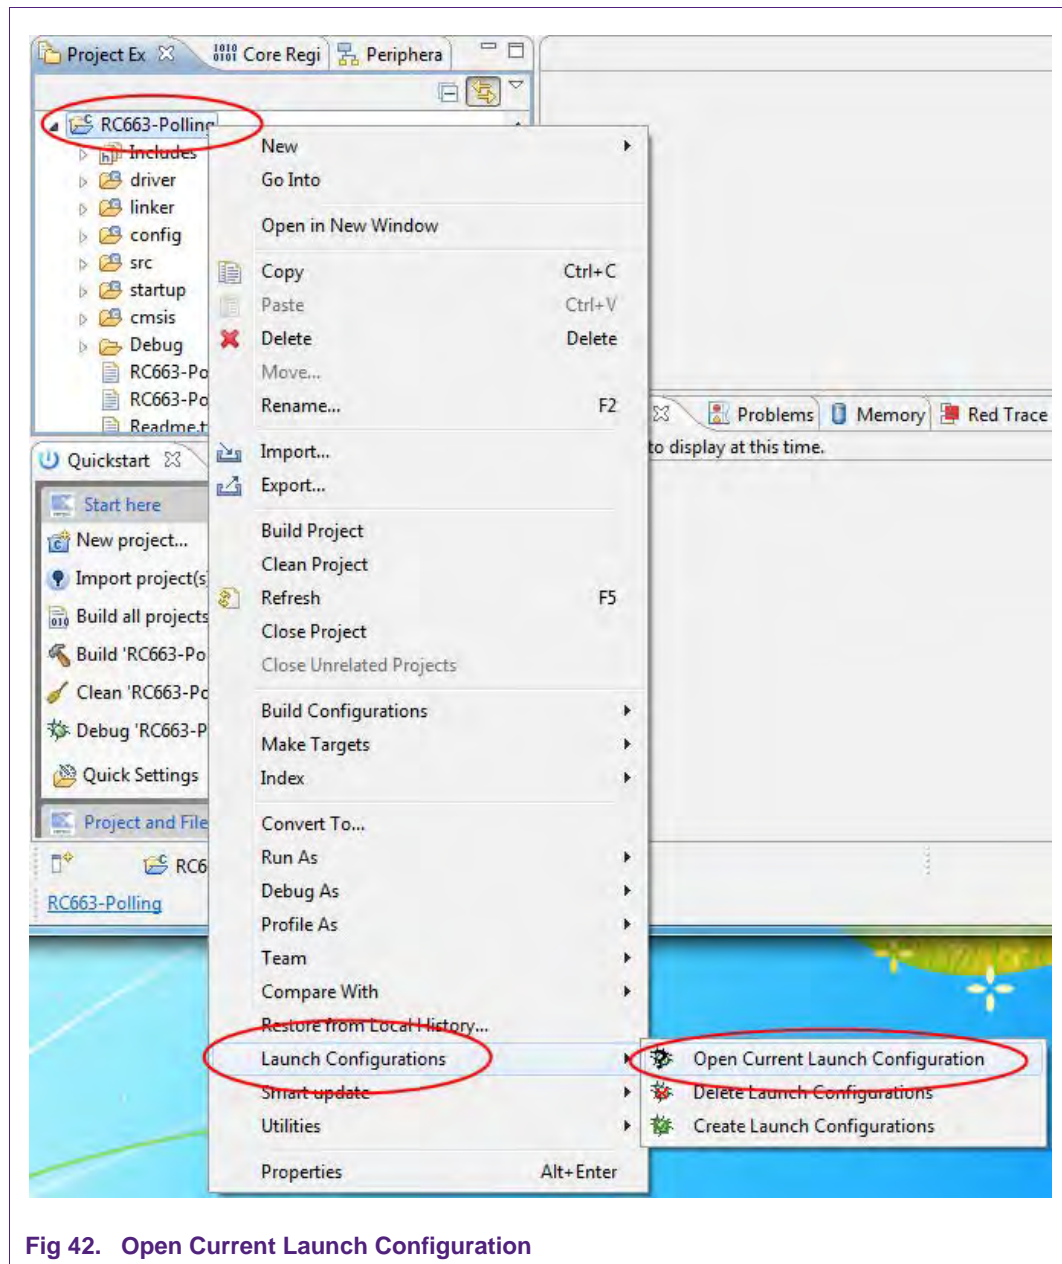 Project Ex
Core Regi
Periphera
RC663-Polling
Includes
driver
linker
config
src
startup
cmsis
Debug
RC663-Po
RC663-Po
Readme.t
New
Go Into
Open in New Window
Copy Ctrl+C
Paste Ctrl+V
Delete Delete
Move...
Rename... F2
Import...
Export...
Build Project
Clean Project
Refresh F5
Close Project
Close Unrelated Projects
Build Configurations
Make Targets
Index
Convert To...
Run As
Debug As
Profile As
Team
Compare With
Restore from Local History...
Launch Configurations
Smart update
Utilities
Properties Alt+Enter
Open Current Launch Configuration
Delete Launch Configurations
Create Launch Configurations
Problems
Memory
Red Trace
to display at this time.
Quickstart
Start here
New project...
Import project(s
Build all projects
Build 'RC663-Po
Clean 'RC663-Po
Debug 'RC663-P
Quick Settings
Project and File
RC6
RC663-Polling
Fig 42. Open Current Launch Configuration